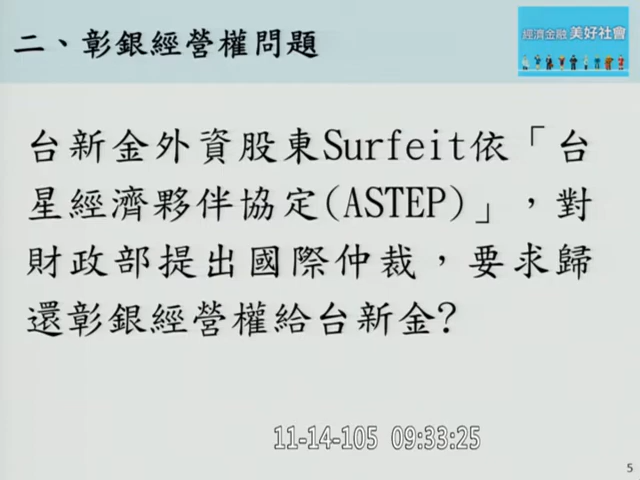 二、彰銀經營權問題
經濟金融 美好社會
台新金外資股東Surfeit依「台
星經濟夥伴協定(ASTEP)」，對
財政部提出國際仲裁，要求歸
還彰銀經營權給台新金?
11-14-105 09:33:25
5